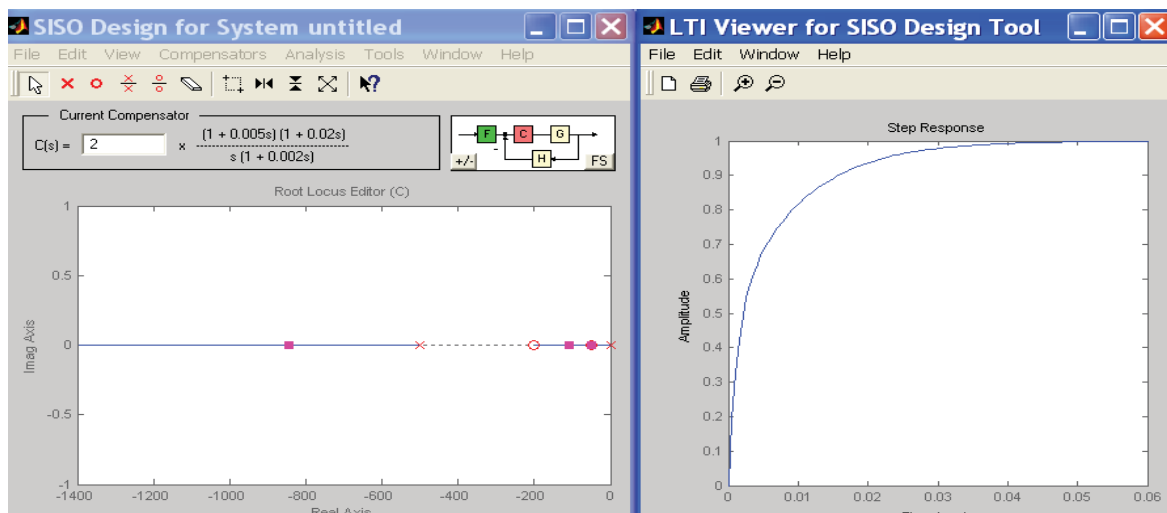 SISO Design for System untitled
File Edit View Compensators Analysis Tools Window Help
Current Compensator
C(s) = 2 x (1 + 0.005s) (1 + 0.02s)
s (1 + 0.002s)
F C G
H
+/- FS
Root Locus Editor (C)
1
0.5
0
-0.5
-1
Imag Axis
-1400 -1200 -1000 -800 -600 -400 -200 0
Real Axis
LTI Viewer for SISO Design Tool
File Edit Window Help
Step Response
1
0.9
0.8
0.7
0.6
0.5
0.4
0.3
0.2
0.1
0
Amplitude
0 0.01 0.02 0.03 0.04 0.05 0.06